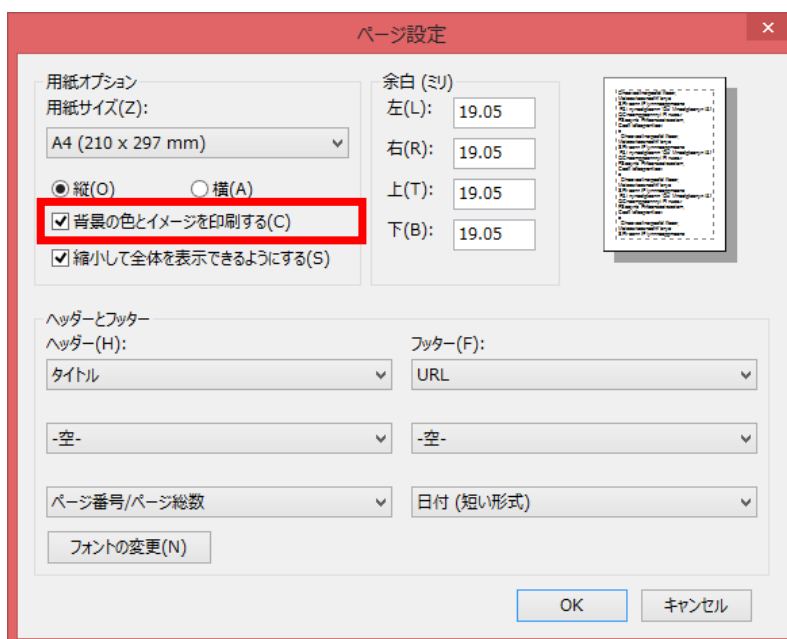 ページ設定
用紙オプション
用紙サイズ(Z):
A4 (210 x 297 mm)
縦(O) 横(A)
背景の色とイメージを印刷する(C)
縮小して全体を表示できるようにする(S)
余白 (ミリ)
左(L): 19.05
右(R): 19.05
上(T): 19.05
下(B): 19.05
ヘッダーとフッター
ヘッダー(H): フッター(F):
タイトル URL
-空- -空-
ページ番号/ページ総数 日付 (短い形式)
フォントの変更(N)
OK キャンセル